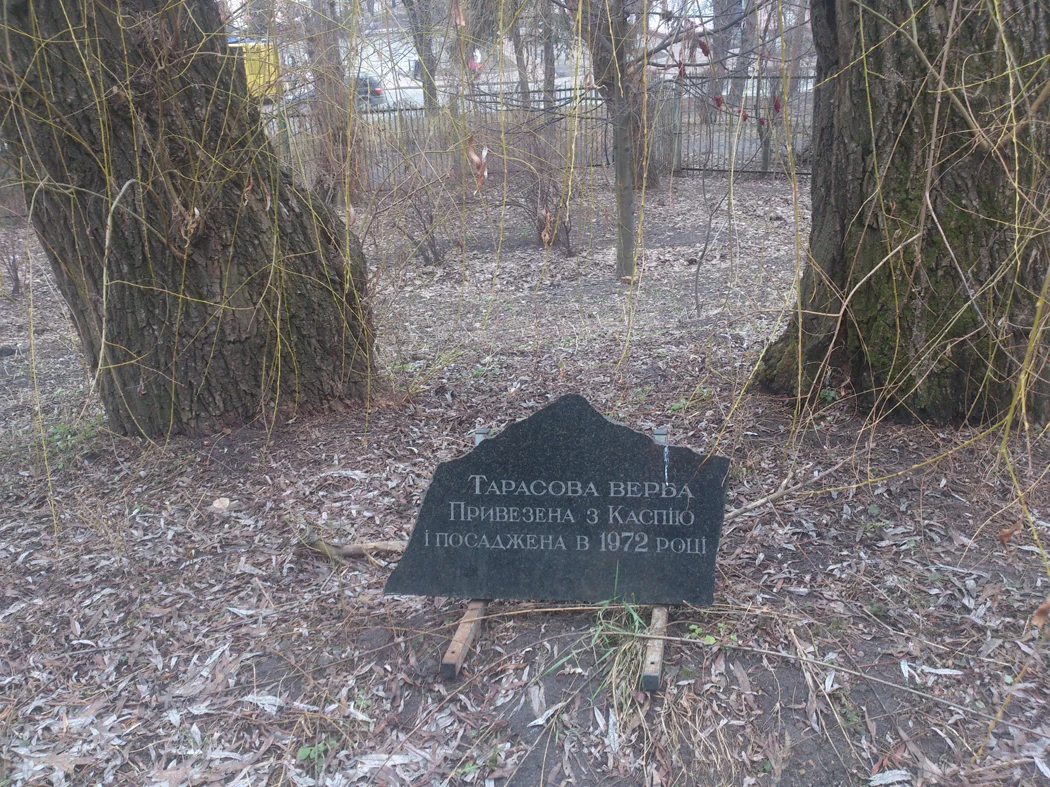 Тарасова верба
Привезена з Каспію
і посаджена в 1972 році